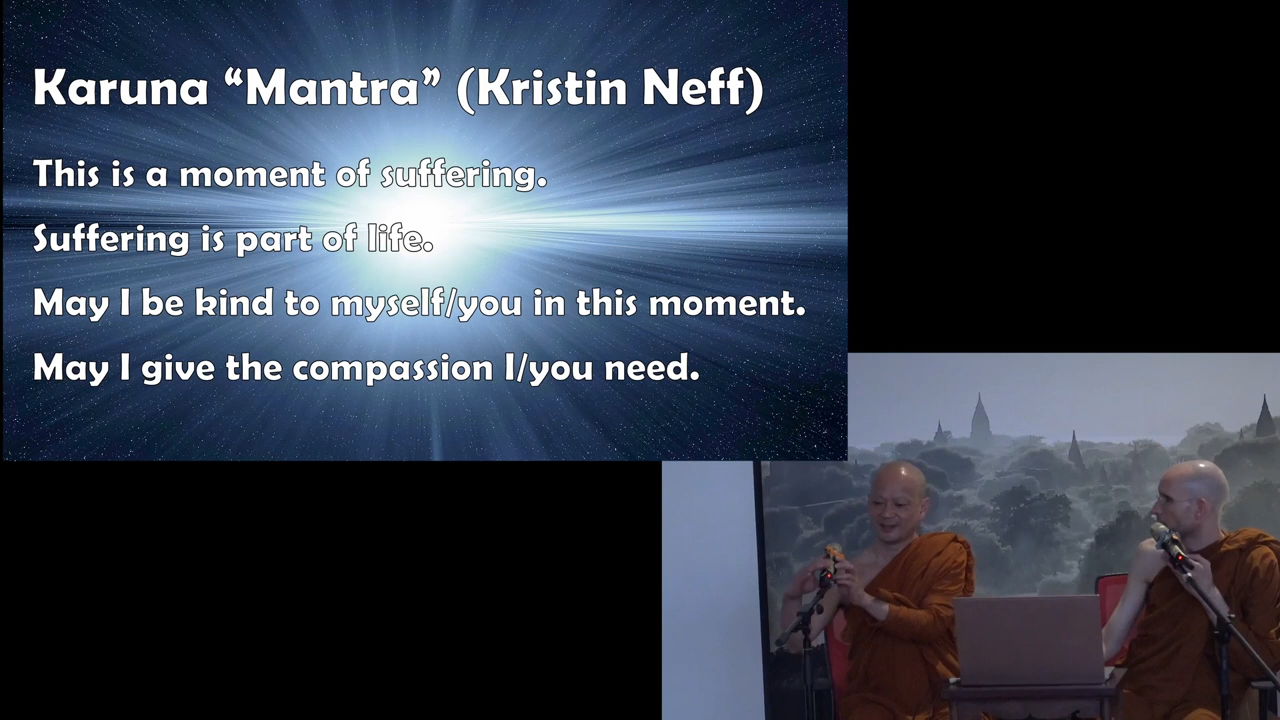 Karuna “Mantra” (Kristin Neff)
This is a moment of suffering.
Suffering is part of life.
May I be kind to myself/you in this moment.
May I give the compassion I/you need.